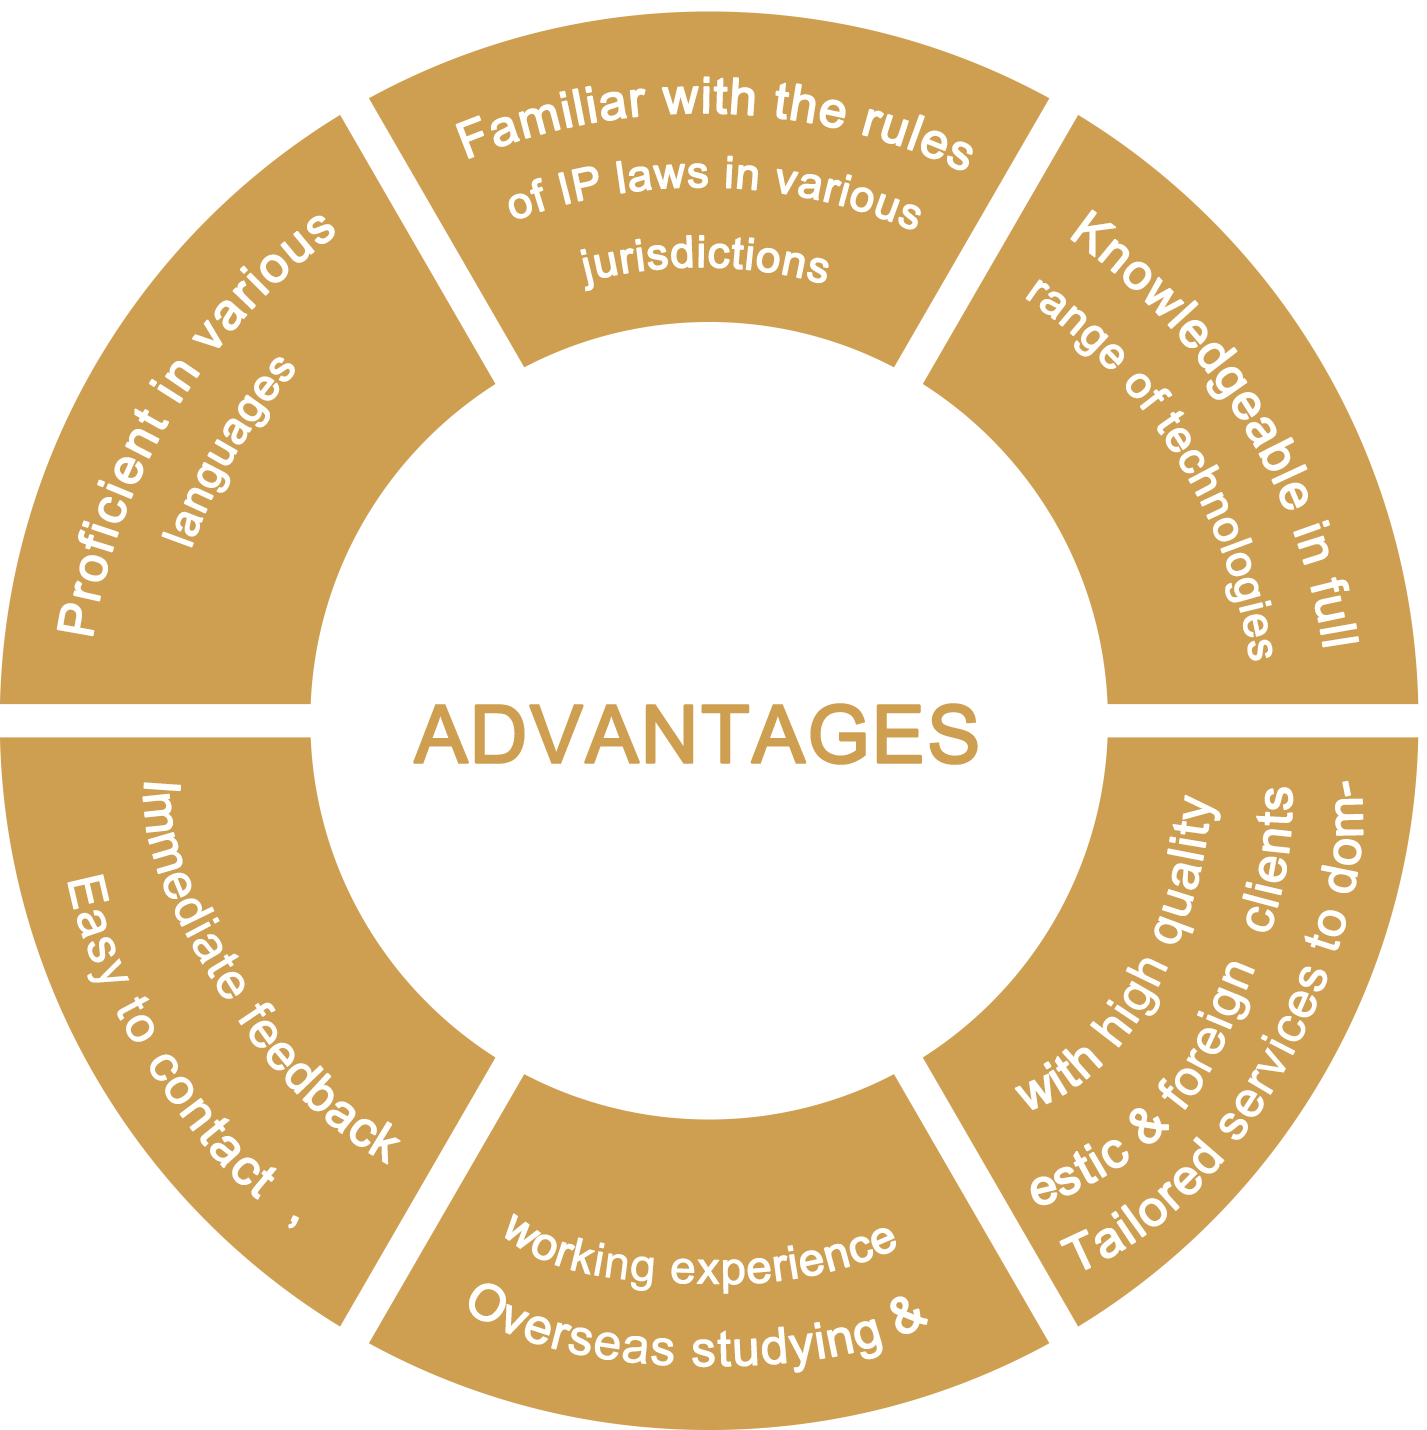 Familiar with the rules
of IP laws in various
jurisdictions
Knowledgeable in full
range of technologies
Tailored services to dom-
estic & foreign clients
with high quality
Overseas studying &
working experience
Easy to contact ,
Immediate feedback
Proficient in various
languages
ADVANTAGES